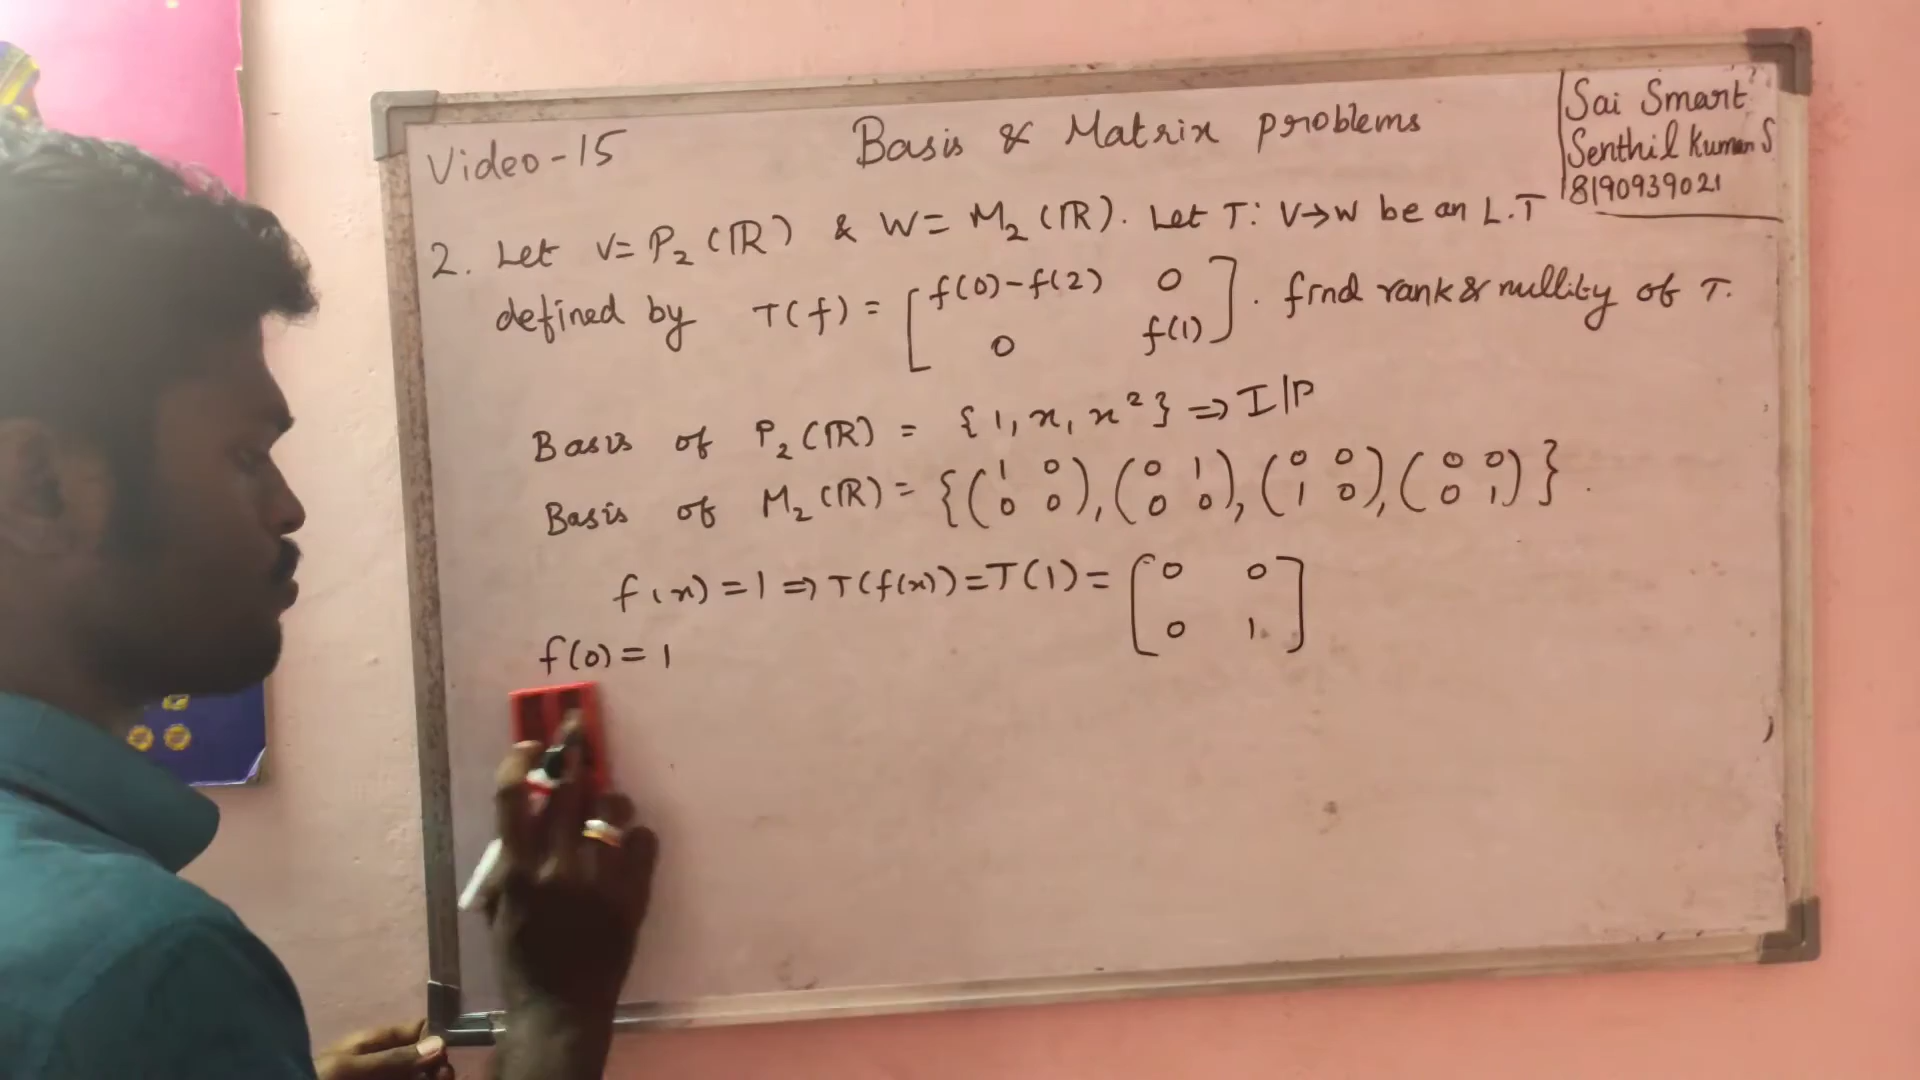 Video-15
Basis & Matrix problems
Sai Smart
Senthil Kumar S
8190939021
2. Let V= P₂(ℝ) & W= M₂(ℝ). Let T: V→W be an L.T
defined by T(f) = [ f(0)-f(2) 0
0 f(1) ]. find rank & nullity of T.
Basis of P₂(ℝ) = {1, x, x²} ⇒ I/P
Basis of M₂(ℝ) = {(1 0
0 0), (0 1
0 0), (0 0
1 0), (0 0
0 1)}.
f(x) = 1 ⇒ T(f(x)) = T(1) = [ 0 0
0 1 ]
f(0) = 1